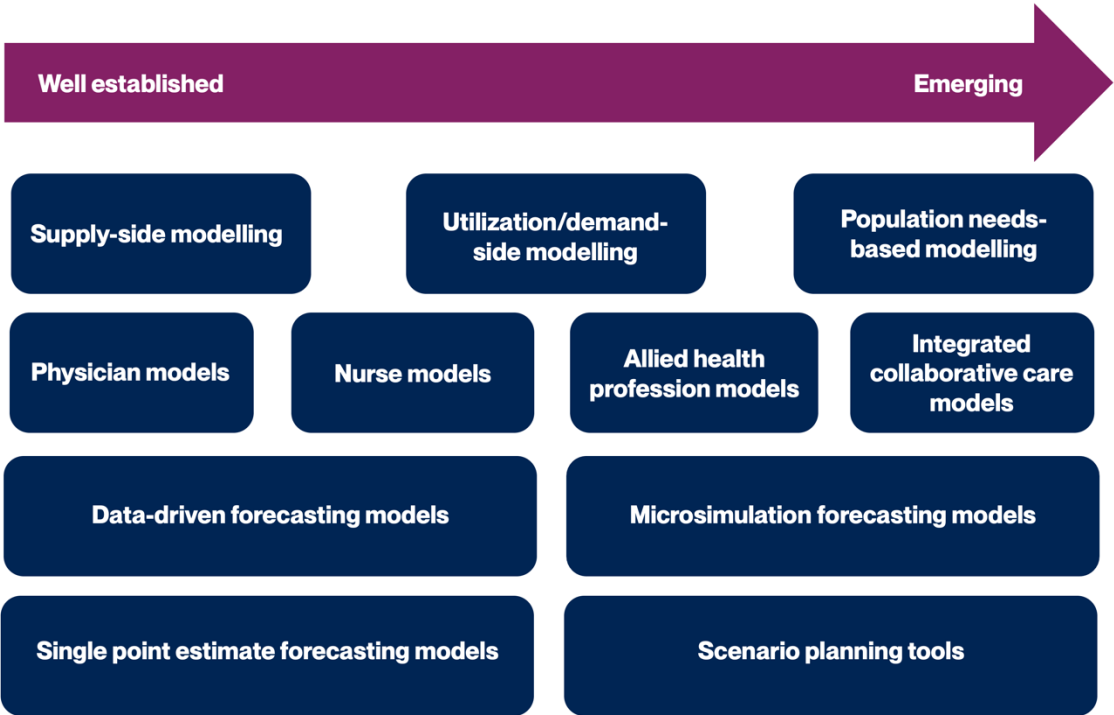 Well established
Emerging
Supply-side modelling
Utilization/demand-
side modelling
Population needs-
based modelling
Physician models
Nurse models
Allied health
profession models
Integrated
collaborative care
models
Data-driven forecasting models
Microsimulation forecasting models
Single point estimate forecasting models
Scenario planning tools